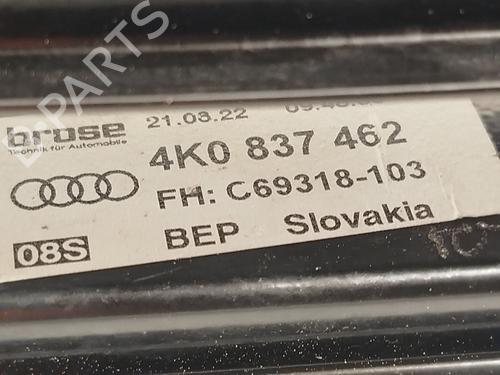 PARTS
brose
Technik für Automobile
21.03.22
4K0 837 462
FH: C69318-103
08S
BEP Slovakia